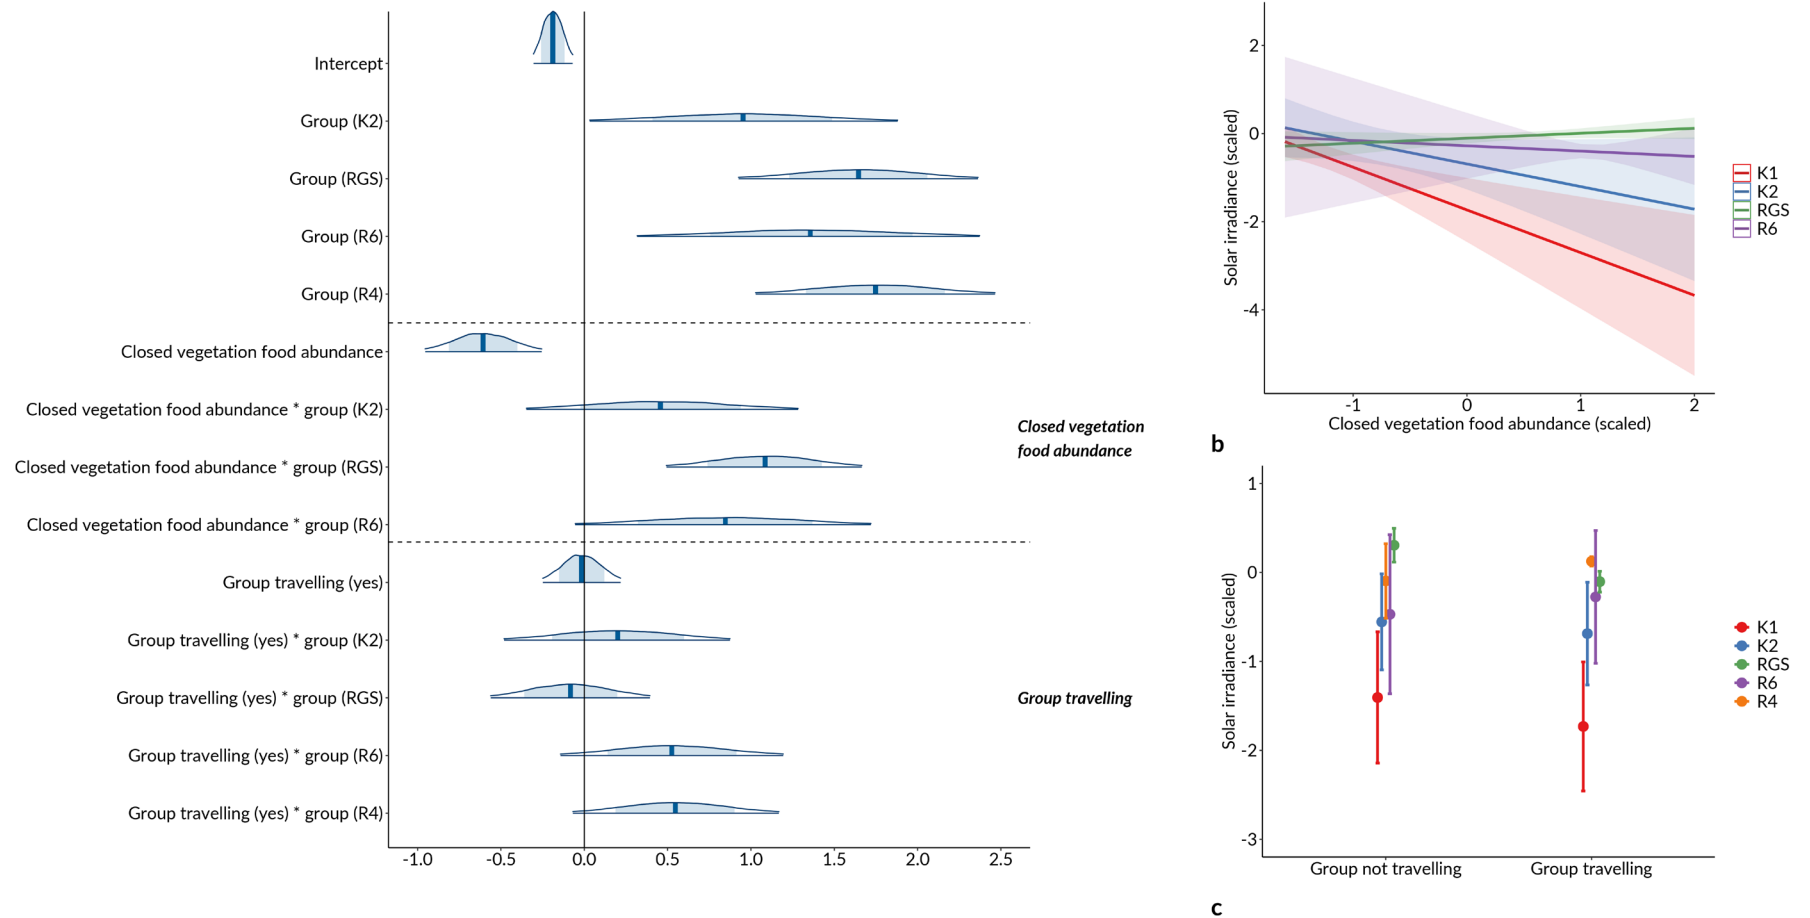 Intercept
Group (K2)
Group (RGS)
Group (R6)
Group (R4)
Closed vegetation food abundance
Closed vegetation food abundance * group (K2)
Closed vegetation food abundance * group (RGS)
Closed vegetation food abundance * group (R6)
Group travelling (yes)
Group travelling (yes) * group (K2)
Group travelling (yes) * group (RGS)
Group travelling (yes) * group (R6)
Group travelling (yes) * group (R4)
-1.0 -0.5 0.0 0.5 1.0 1.5 2.0 2.5
Closed vegetation
food abundance
Group travelling
Solar irradiance (scaled)
2
0
-2
-4
-1 0 1 2
Closed vegetation food abundance (scaled)
K1
K2
RGS
R6
b
Solar irradiance (scaled)
1
0
-1
-2
-3
Group not travelling Group travelling
K1
K2
RGS
R6
R4
c